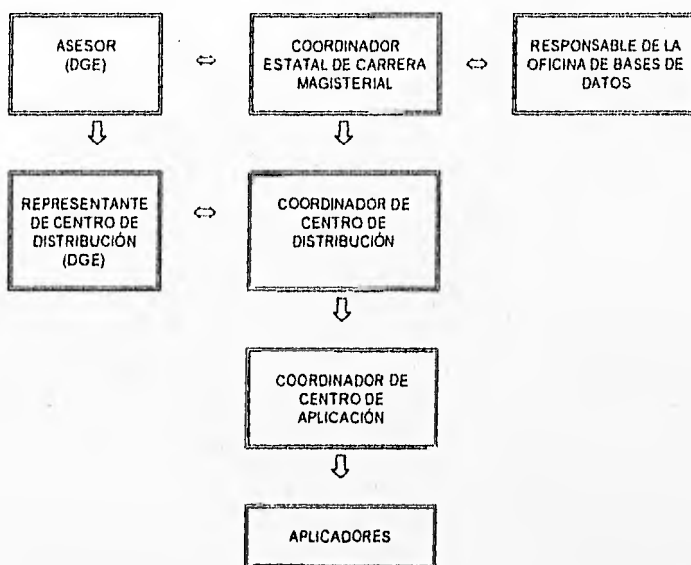 ASESOR
(DGE)
COORDINADOR
ESTATAL DE CARRERA
MAGISTERIAL
RESPONSABLE DE LA
OFICINA DE BASES DE
DATOS
REPRESENTANTE
DE CENTRO DE
DISTRIBUCIÓN
(DGE)
COORDINADOR DE
CENTRO DE
DISTRIBUCIÓN
COORDINADOR DE
CENTRO DE
APLICACIÓN
APLICADORES